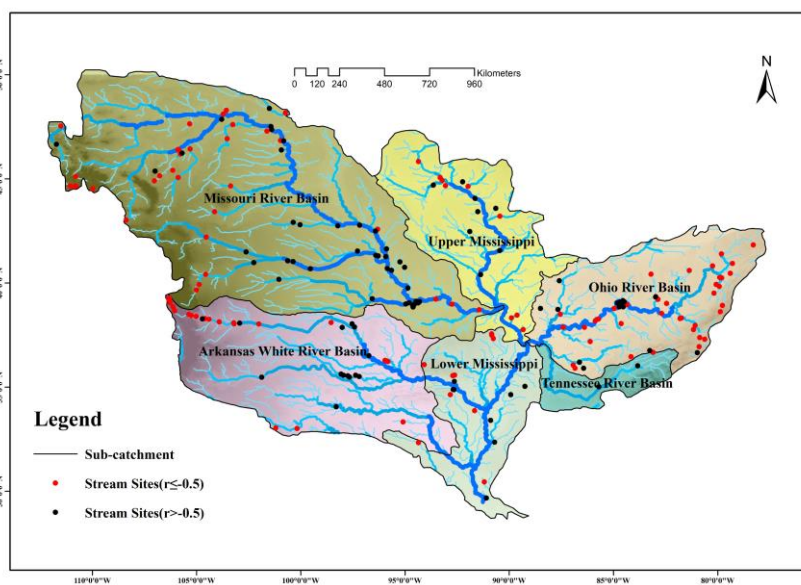 N
Kilometers
0 120 240 480 720 960
Missouri River Basin
Upper Mississippi
Ohio River Basin
Arkansas White River Basin
Lower Mississippi
Tennessee River Basin
Legend
Sub-catchment
Stream Sites(r≤-0.5)
Stream Sites(r>-0.5)
110°0'0"W 105°0'0"W 100°0'0"W 95°0'0"W 90°0'0"W 85°0'0"W 80°0'0"W